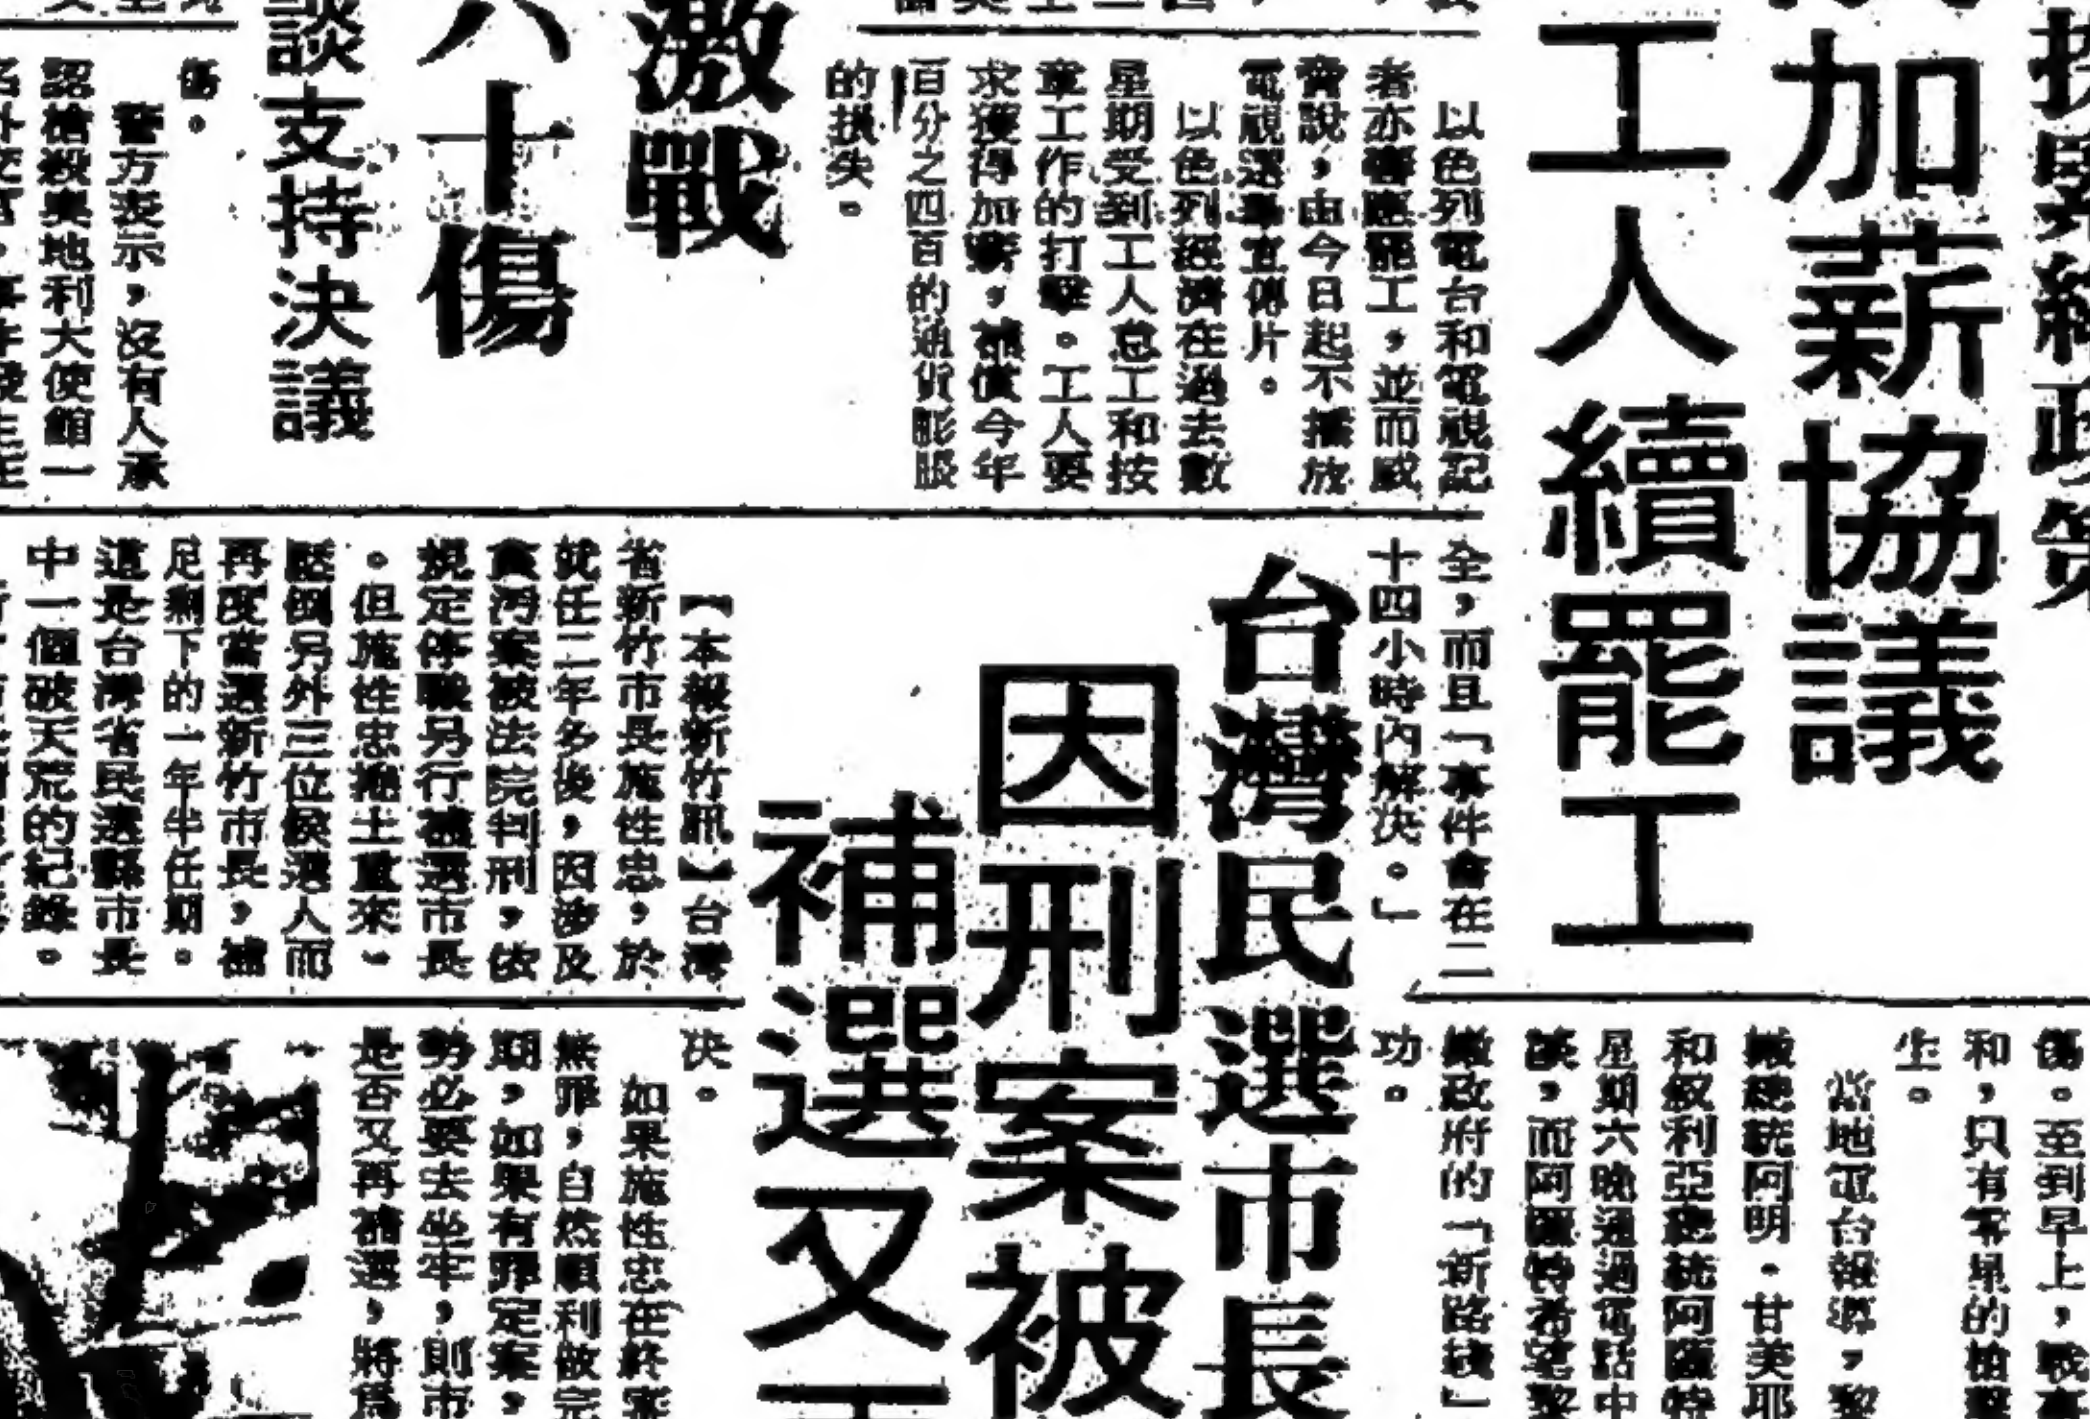 加薪協議
工人續罷工
以色列電台和電視記
者亦響應罷工，並而威
脅說，由今日起不播放
電視選舉宣傳片。
以色列經濟在過去數
星期受到工人怠工和按
章工作的打擊。工人要
求獲得加薪，補償今年
百分之四百的通貨膨脹
的損失。
激戰
十傷
談支持決議
傷。
警方表示，沒有人承
認槍殺奧地利大使館一
全，而且「事件會在二
十四小時內解決。」
台灣民選市長
因刑案被
補選又
【本報新竹訊】台灣
省新竹市長施性忠，於
就任二年多後，因涉及
貪污案被法院判刑，依
規定停職另行補選市長
。但施性忠捲土重來，
壓倒另外三位候選人而
再度當選新竹市長，補
足剩下的一年半任期。
這是台灣省民選縣市長
中一個破天荒的紀錄。
傷。至到早上，戰
和，只有零星的槍擊
生。
當地電台報導，黎
嫩總統阿明·甘美耶
和叙利亞總統阿薩特
星期六晚通過電話中
談，而阿薩特希望黎
嫩政府的「新路線」
功。
決。
如果施性忠在終審
無罪，自然順利做完
期，如果有罪定案，
勢必要去坐牢，則市
是否又再補選，將爲